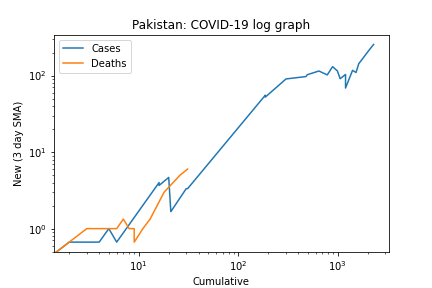 Pakistan: COVID-19 log graph
Cases
Deaths
New (3 day SMA)
10²
10¹
10⁰
10¹
10²
10³
Cumulative